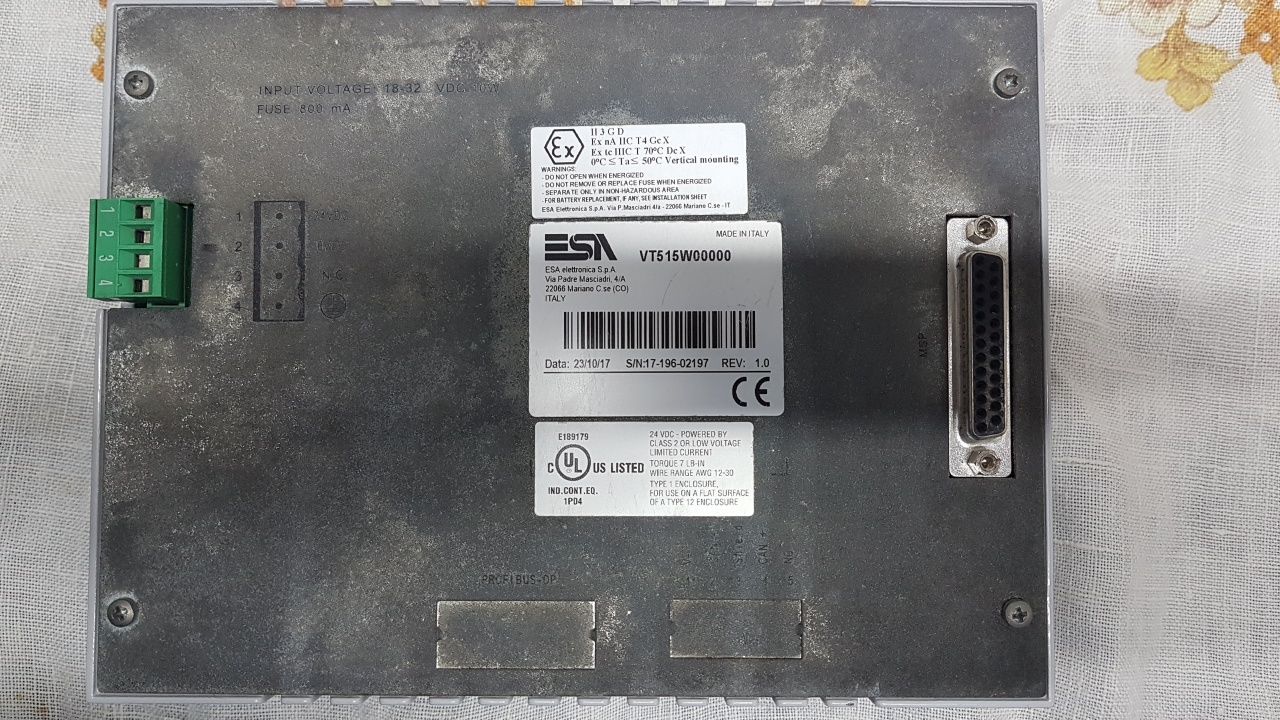 INPUT VOLTAGE 18-32 VDC
FUSE 800 mA
Ex
II 3 G D
Ex nA IIC T4 Gc X
Ex tc IIIC T 70°C Dc X
0°C ≤ Ta ≤ 50°C Vertical mounting
WARNINGS:
- DO NOT OPEN WHEN ENERGIZED
- DO NOT REMOVE OR REPLACE FUSE WHEN ENERGIZED
- SEPARATE ONLY IN NON-HAZARDOUS AREA
- FOR BATTERY REPLACEMENT, IF ANY, SEE INSTALLATION SHEET
ESA Elettronica S.p.A. Via P.Masciadri 4/a - 22066 Mariano C.se - IT
1
2
3
4
1
2
3
4
ESA
MADE IN ITALY
VT515W00000
ESA elettronica S.p.A.
Via Padre Masciadri, 4/A
22066 Mariano C.se (CO)
ITALY
Data: 23/10/17 S/N:17-196-02197 REV: 1.0
CE
MSP
E189179
C UL US LISTED
IND.CONT.EQ.
1PD4
24 VDC - POWERED BY
CLASS 2 OR LOW VOLTAGE
LIMITED CURRENT
TORQUE 7 LB-IN
WIRE RANGE AWG 12-30
TYPE 1 ENCLOSURE,
FOR USE ON A FLAT SURFACE
OF A TYPE 12 ENCLOSURE
PROFIBUS-DP
CAN +